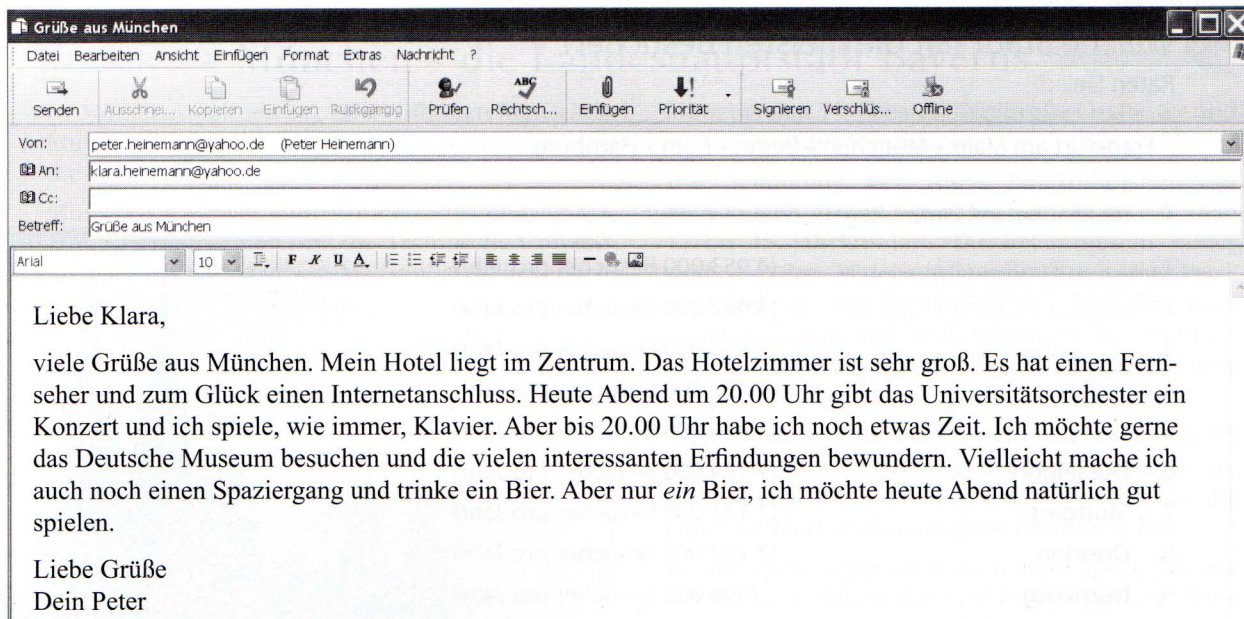 Grüße aus München
Datei Bearbeiten Ansicht Einfügen Format Extras Nachricht ?
Senden Ausschnei... Kopieren Einfügen Rückgängig Prüfen Rechtsch... Einfügen Priorität Signieren Verschlüs... Offline
Von: peter.heinemann@yahoo.de (Peter Heinemann)
An: klara.heinemann@yahoo.de
Cc:
Betreff: Grüße aus München
Arial 10 F K U A
Liebe Klara,
viele Grüße aus München. Mein Hotel liegt im Zentrum. Das Hotelzimmer ist sehr groß. Es hat einen Fern-
seher und zum Glück einen Internetanschluss. Heute Abend um 20.00 Uhr gibt das Universitätsorchester ein
Konzert und ich spiele, wie immer, Klavier. Aber bis 20.00 Uhr habe ich noch etwas Zeit. Ich möchte gerne
das Deutsche Museum besuchen und die vielen interessanten Erfindungen bewundern. Vielleicht mache ich
auch noch einen Spaziergang und trinke ein Bier. Aber nur ein Bier, ich möchte heute Abend natürlich gut
spielen.
Liebe Grüße
Dein Peter